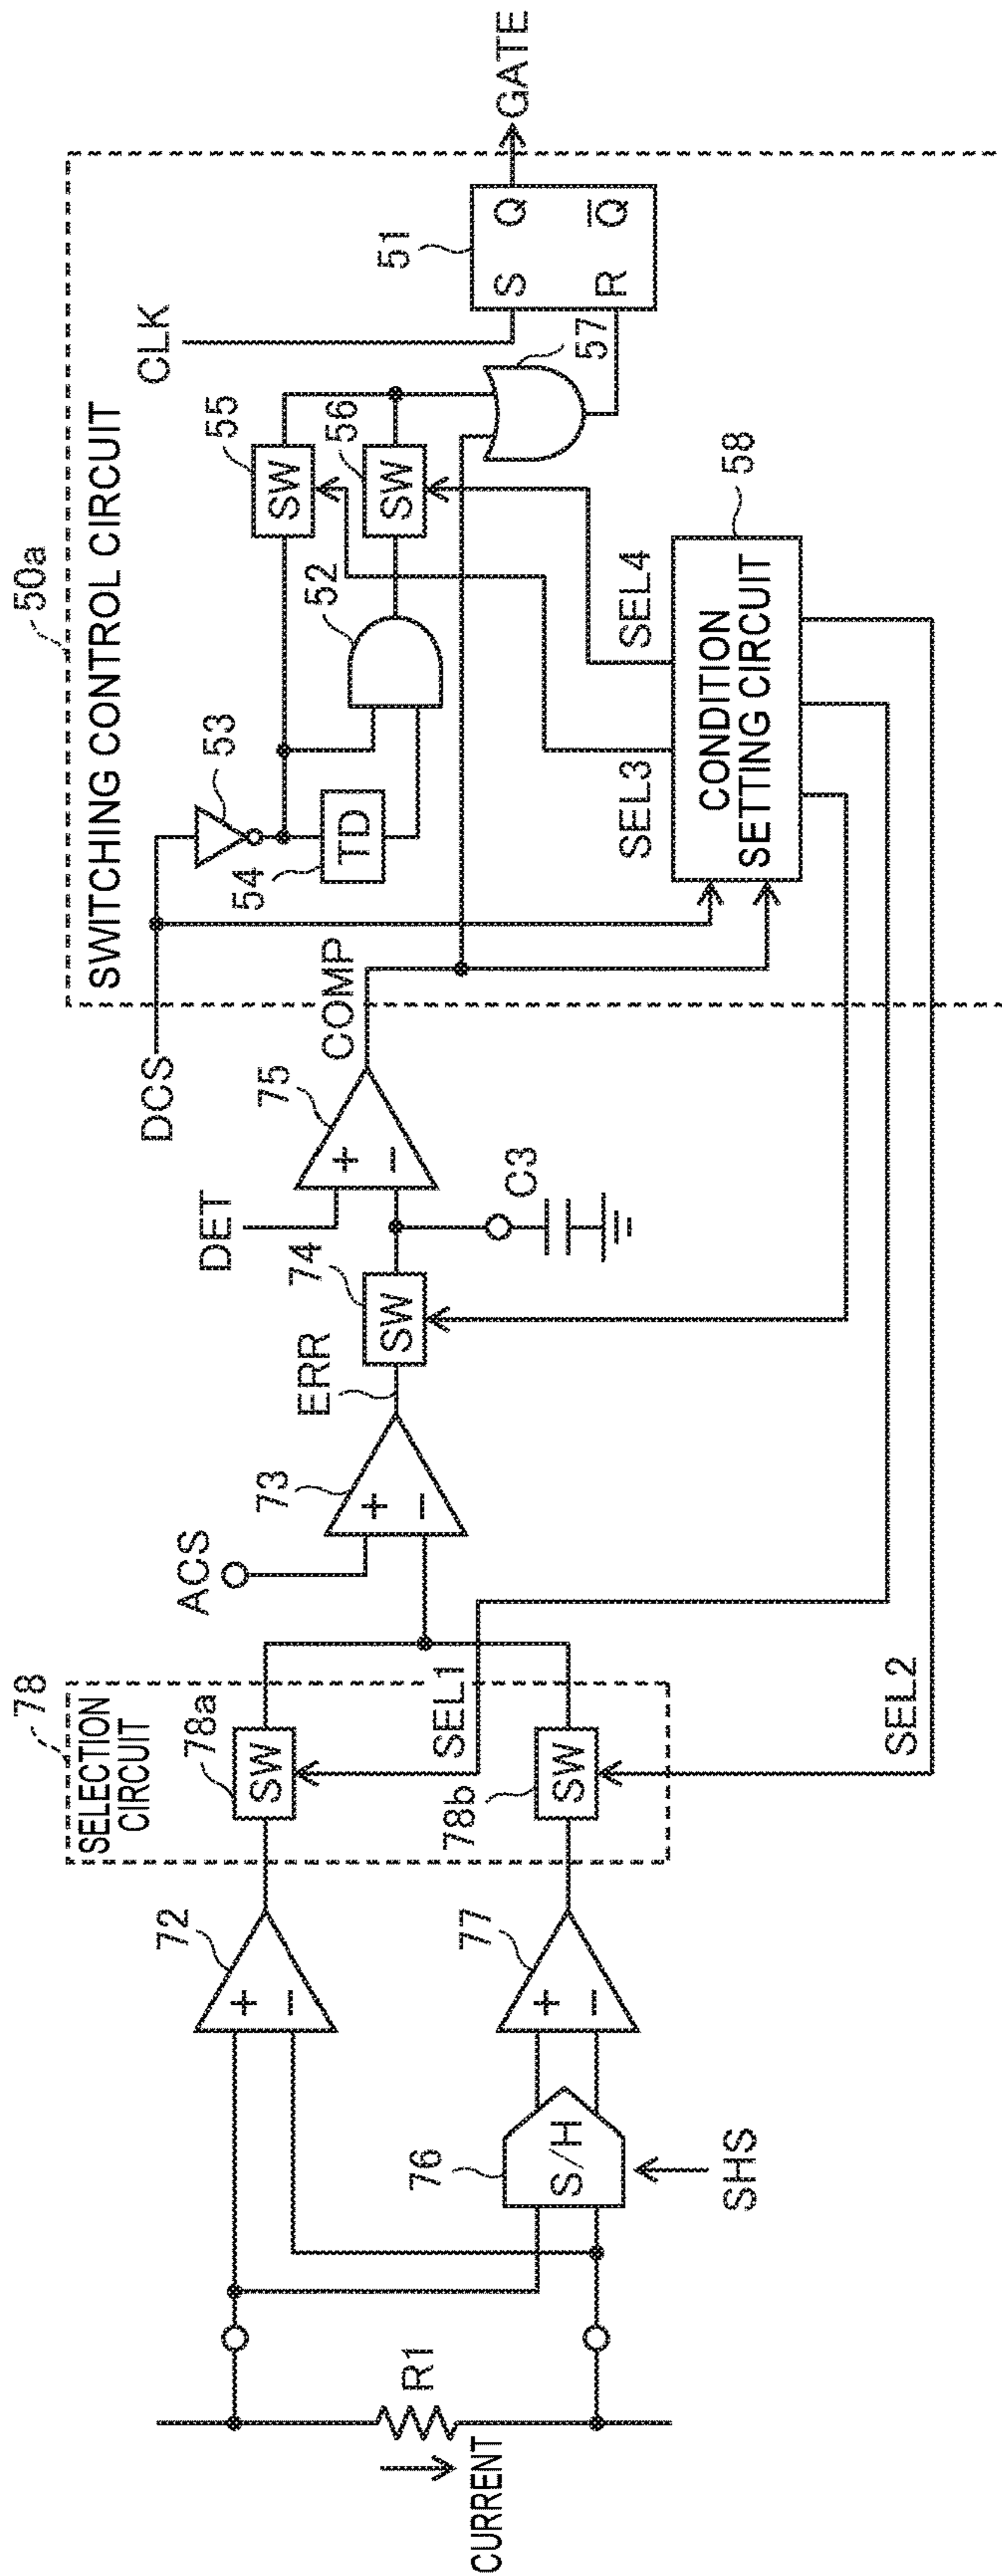 CURRENT
R1
72
+
−
76
S/H
SHS
77
+
−
78
SELECTION
CIRCUIT
78a
SW
SEL1
78b
SW
SEL2
ACS
73
+
−
ERR
74
SW
DET
C3
75
+
−
COMP
DCS
50a
SWITCHING CONTROL CIRCUIT
53
54
TD
52
55
SW
56
SW
SEL3
SEL4
CONDITION
SETTING CIRCUIT
58
57
CLK
51
S
Q
R
Q̅
GATE